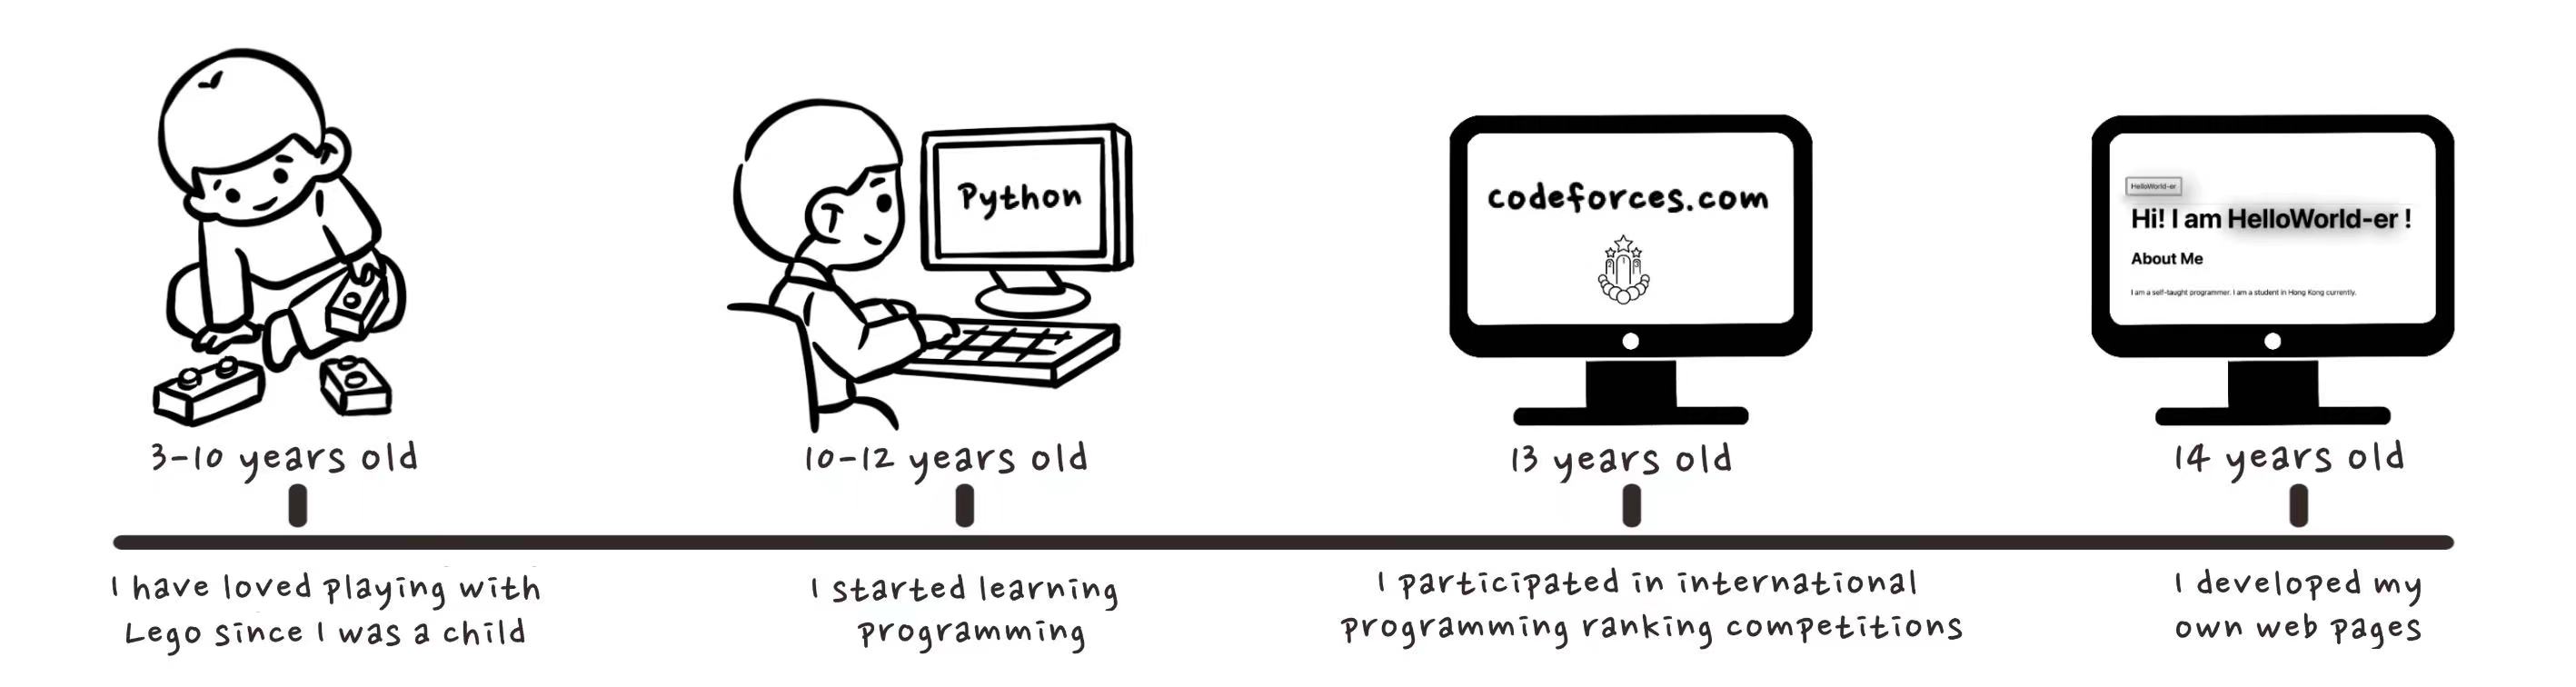 Python
codeforces.com
HelloWorld-er
Hi! I am HelloWorld-er !
About Me
I am a self-taught programmer. I am a student in Hong Kong currently.
3-10 years old
10-12 years old
13 years old
14 years old
I have loved playing with
Lego since I was a child
I started learning
programming
I participated in international
programming ranking competitions
I developed my
own web pages